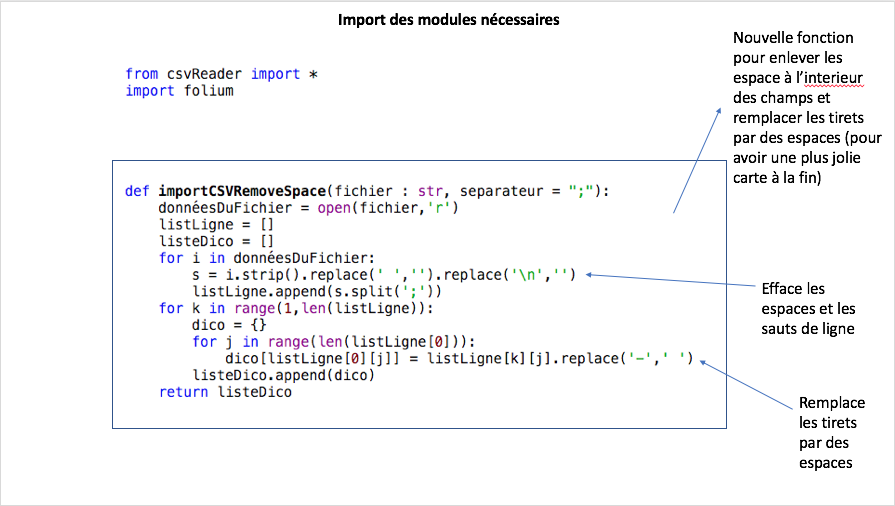 Import des modules nécessaires
Nouvelle fonction
pour enlever les
espace à l’interieur
des champs et
remplacer les tirets
par des espaces (pour
avoir une plus jolie
carte à la fin)
from csvReader import *
import folium
def importCSVRemoveSpace(fichier : str, separateur = ";"):
    donnéesDuFichier = open(fichier,'r')
    listLigne = []
    listeDico = []
    for i in donnéesDuFichier:
        s = i.strip().replace(' ','').replace('\n','')
        listLigne.append(s.split(';'))
    for k in range(1,len(listLigne)):
        dico = {}
        for j in range(len(listLigne[0])):
            dico[listLigne[0][j]] = listLigne[k][j].replace('-',' ')
        listeDico.append(dico)
    return listeDico
Efface les
espaces et les
sauts de ligne
Remplace
les tirets
par des
espaces